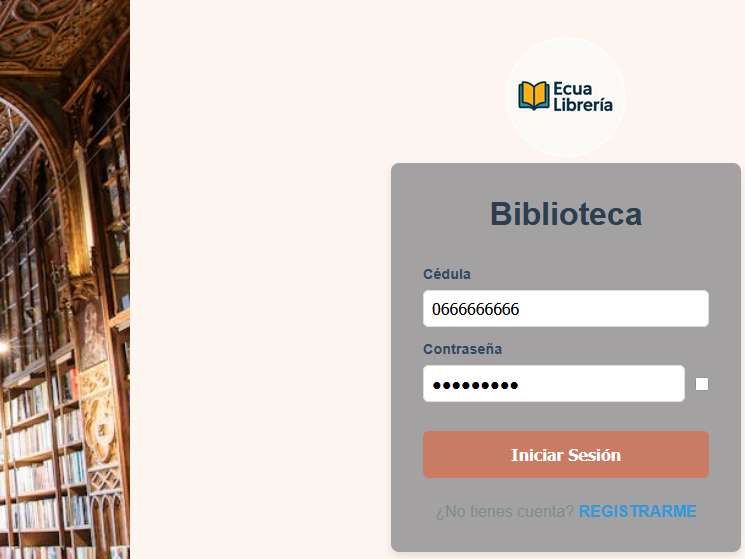 Ecua
Librería
Biblioteca
Cédula
0666666666
Contraseña
•••••••••
Iniciar Sesión
¿No tienes cuenta? REGISTRARME